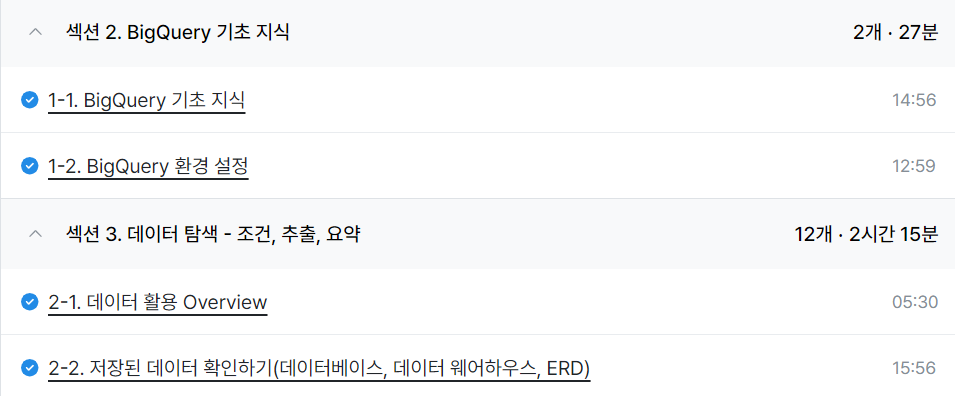 섹션 2. BigQuery 기초 지식 2개 · 27분
1-1. BigQuery 기초 지식 14:56
1-2. BigQuery 환경 설정 12:59
섹션 3. 데이터 탐색 - 조건, 추출, 요약 12개 · 2시간 15분
2-1. 데이터 활용 Overview 05:30
2-2. 저장된 데이터 확인하기(데이터베이스, 데이터 웨어하우스, ERD) 15:56